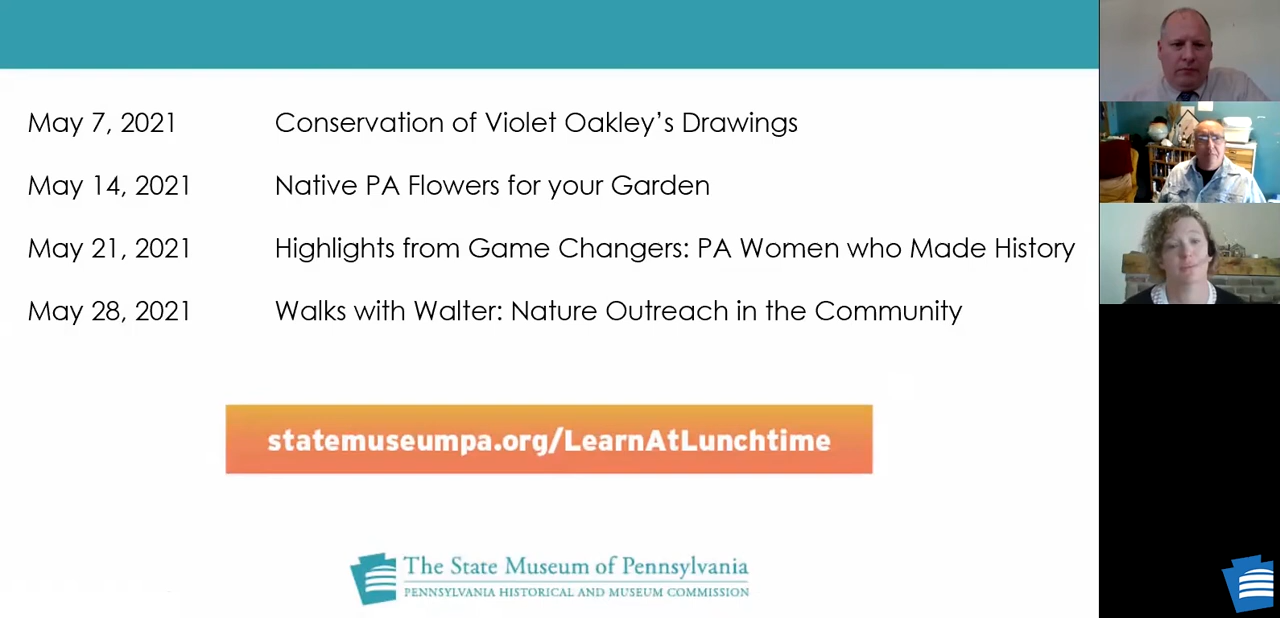 May 7, 2021 Conservation of Violet Oakley's Drawings
May 14, 2021 Native PA Flowers for your Garden
May 21, 2021 Highlights from Game Changers: PA Women who Made History
May 28, 2021 Walks with Walter: Nature Outreach in the Community
statemuseumpa.org/LearnAtLunchtime
The State Museum of Pennsylvania
PENNSYLVANIA HISTORICAL AND MUSEUM COMMISSION